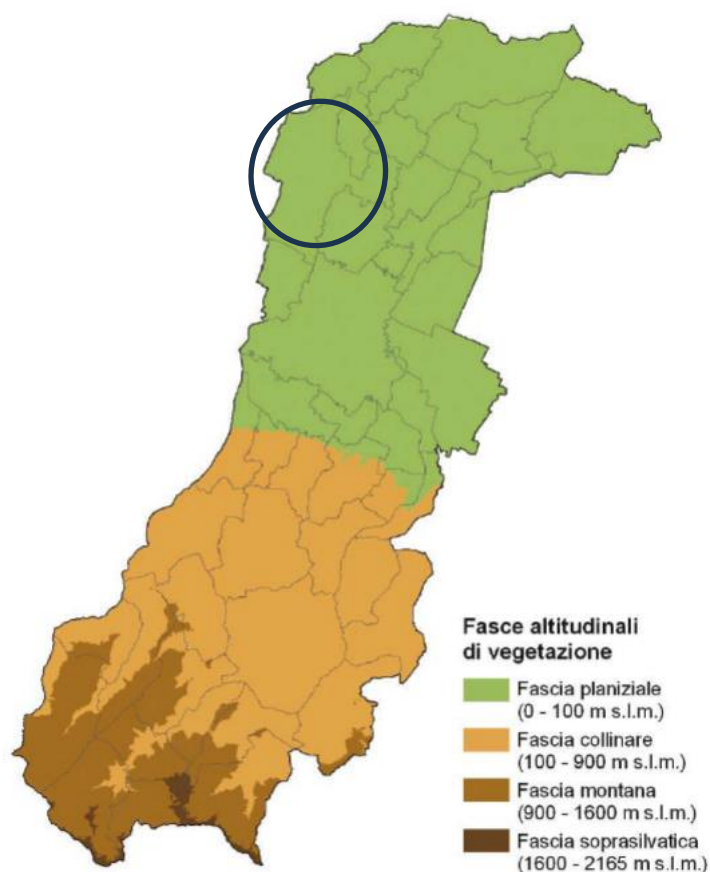 Fasce altitudinali
di vegetazione
Fascia planiziale
(0 - 100 m s.l.m.)
Fascia collinare
(100 - 900 m s.l.m.)
Fascia montana
(900 - 1600 m s.l.m.)
Fascia soprasilvatica
(1600 - 2165 m s.l.m.)